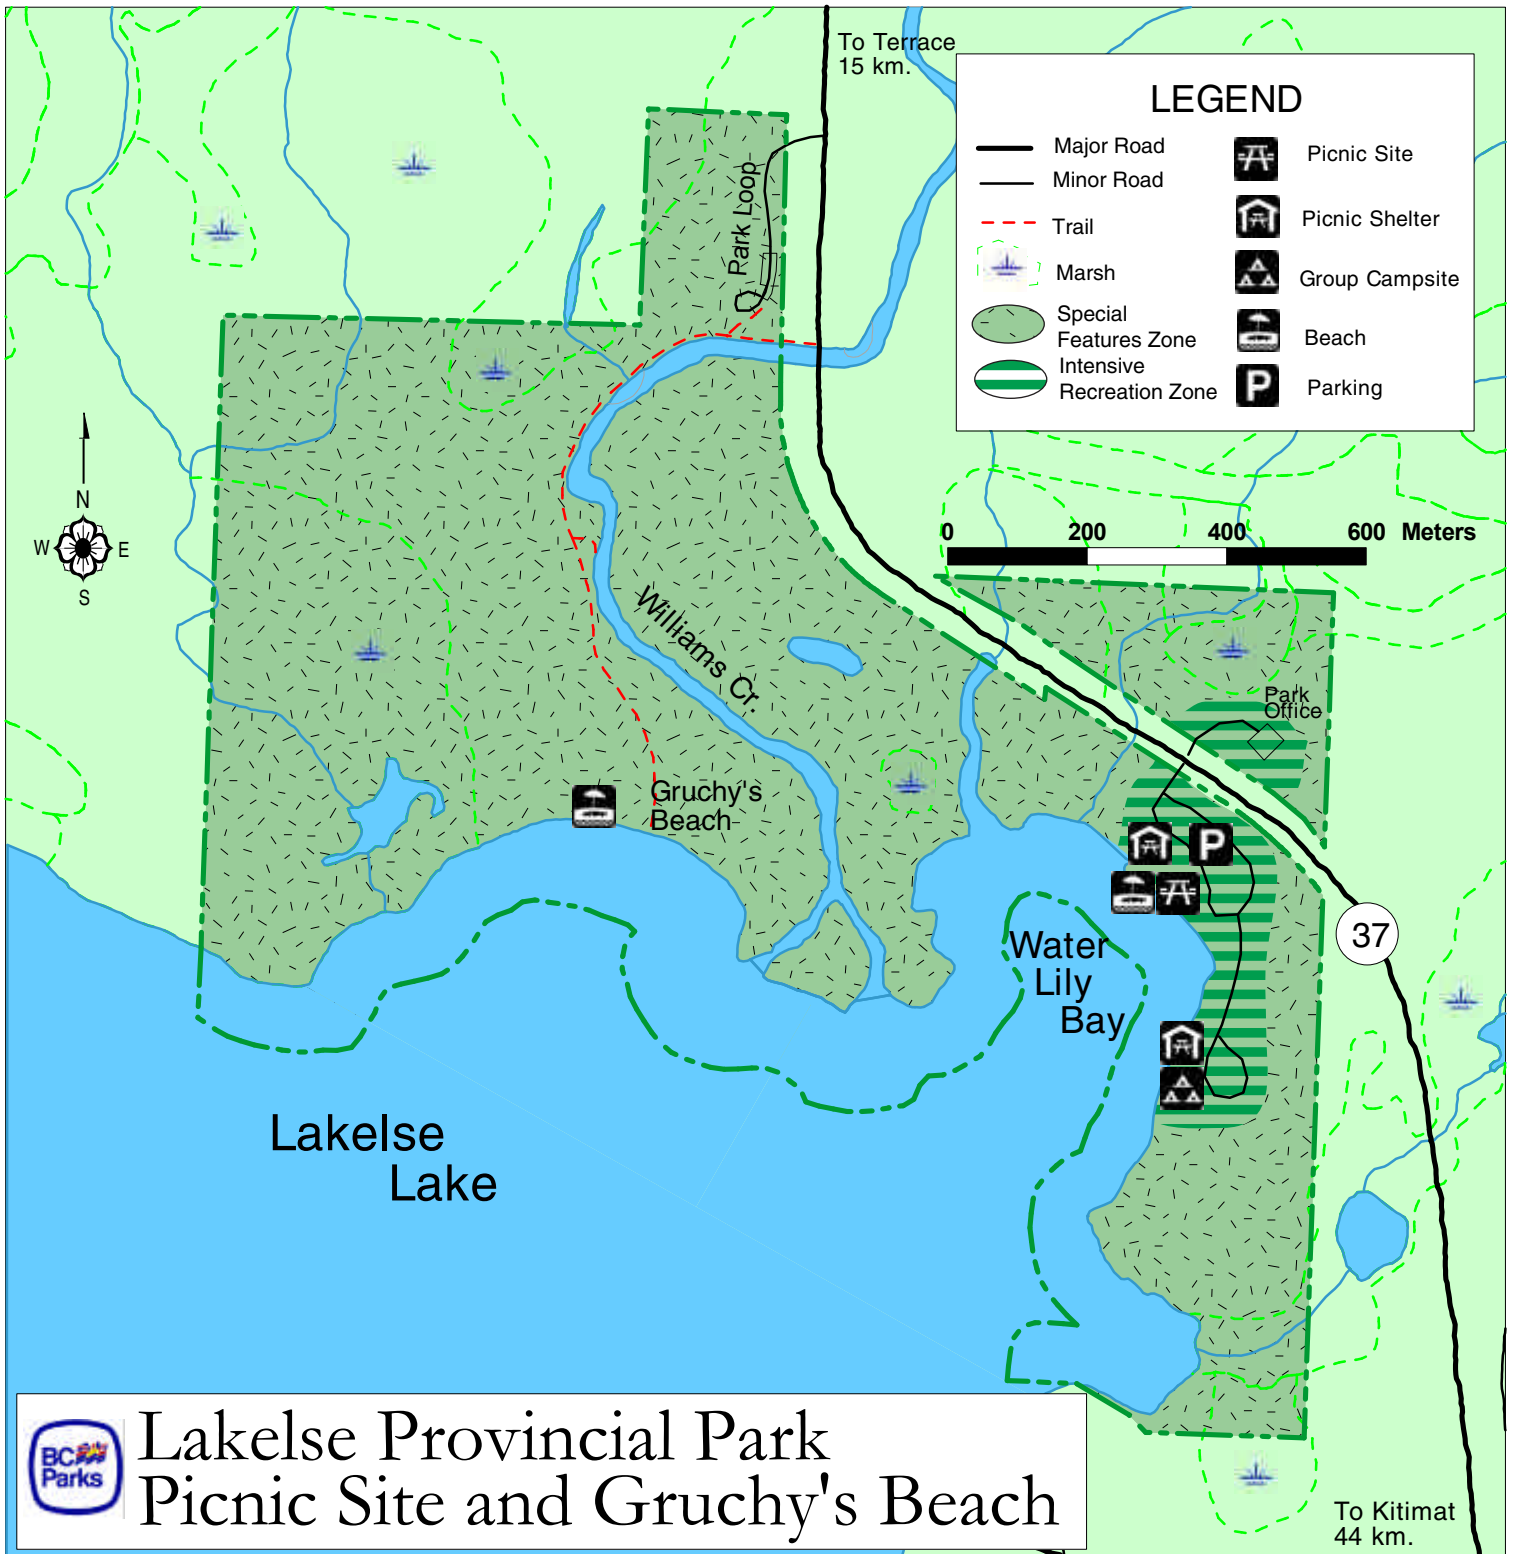 To Terrace
15 km.
LEGEND
Major Road
Minor Road
Trail
Marsh
Special
Features Zone
Intensive
Recreation Zone
Picnic Site
Picnic Shelter
Group Campsite
Beach
P
Parking
Park Loop
N
W
E
S
0 200 400 600 Meters
Williams Cr.
Park
Office
Gruchy's
Beach
P
37
Water
Lily
Bay
Lakelse
Lake
BC
Parks
Lakelse Provincial Park
Picnic Site and Gruchy's Beach
To Kitimat
44 km.